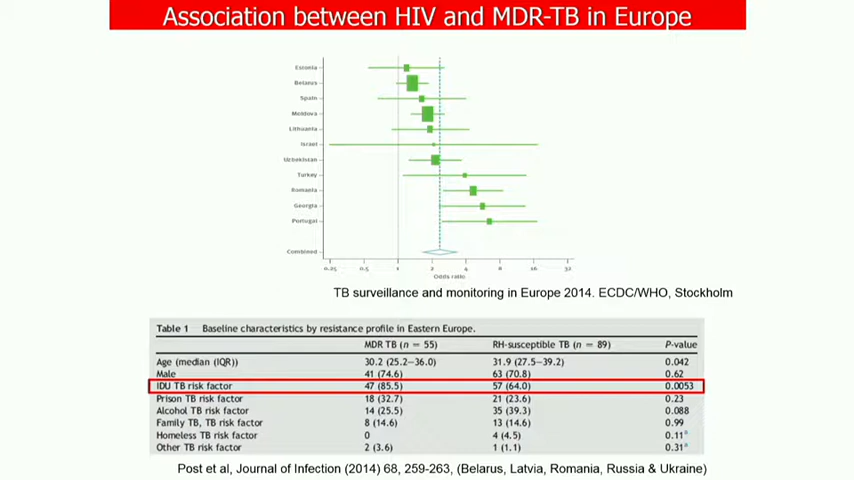 Association between HIV and MDR-TB in Europe
Estonia
Belarus
Spain
Moldova
Lithuania
Israel
Uzbekistan
Turkey
Romania
Georgia
Portugal
Combined
0.25 0.5 1 2 4 8 16 32
Odds ratio
TB surveillance and monitoring in Europe 2014. ECDC/WHO, Stockholm
Table 1 Baseline characteristics by resistance profile in Eastern Europe.
MDR TB (n = 55) RH-susceptible TB (n = 89) P-value
Age (median (IQR)) 30.2 (25.2–36.0) 31.9 (27.5–39.2) 0.042
Male 41 (74.6) 63 (70.8) 0.62
IDU TB risk factor 47 (85.5) 57 (64.0) 0.0053
Prison TB risk factor 18 (32.7) 21 (23.6) 0.23
Alcohol TB risk factor 14 (25.5) 35 (39.3) 0.088
Family TB, TB risk factor 8 (14.6) 13 (14.6) 0.99
Homeless TB risk factor 0 4 (4.5) 0.11ª
Other TB risk factor 2 (3.6) 1 (1.1) 0.31ª
Post et al, Journal of Infection (2014) 68, 259-263, (Belarus, Latvia, Romania, Russia & Ukraine)